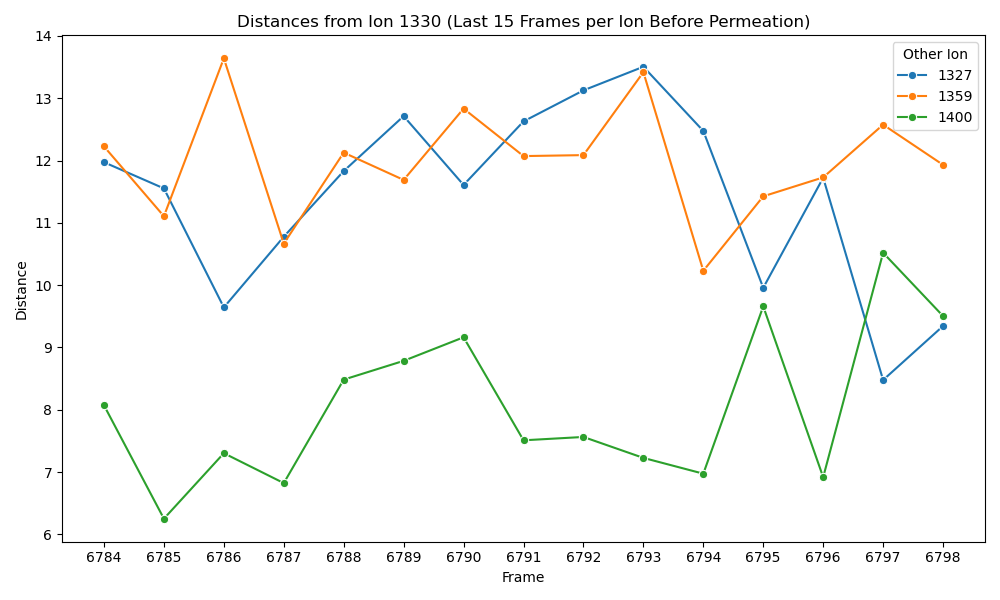 Distances from Ion 1330 (Last 15 Frames per Ion Before Permeation)
Other Ion
1327
1359
1400
Distance
14
13
12
11
10
9
8
7
6
6784 6785 6786 6787 6788 6789 6790 6791 6792 6793 6794 6795 6796 6797 6798
Frame